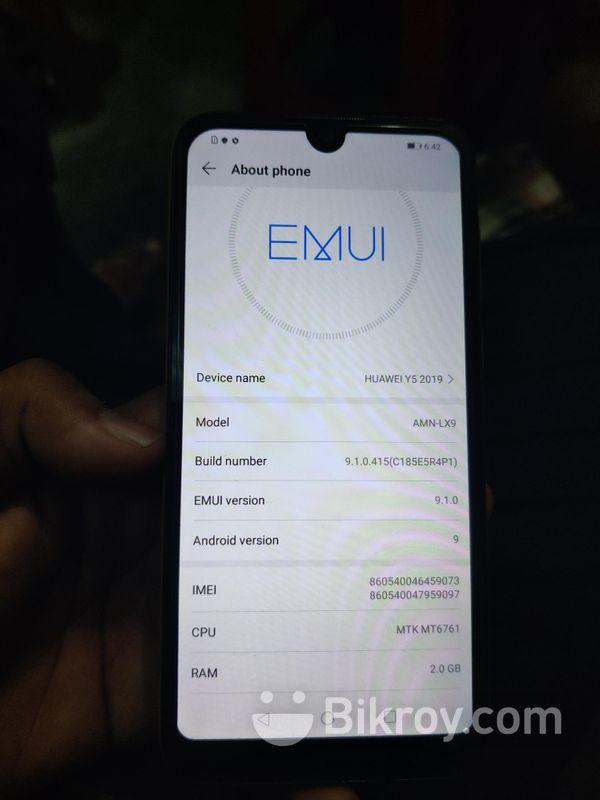 6:42
About phone
EMUI
Device name HUAWEI Y5 2019
Model AMN-LX9
Build number 9.1.0.415(C185E5R4P1)
EMUI version 9.1.0
Android version 9
IMEI 860540046459073
860540047959097
CPU MTK MT6761
RAM 2.0 GB
Bikroy.com